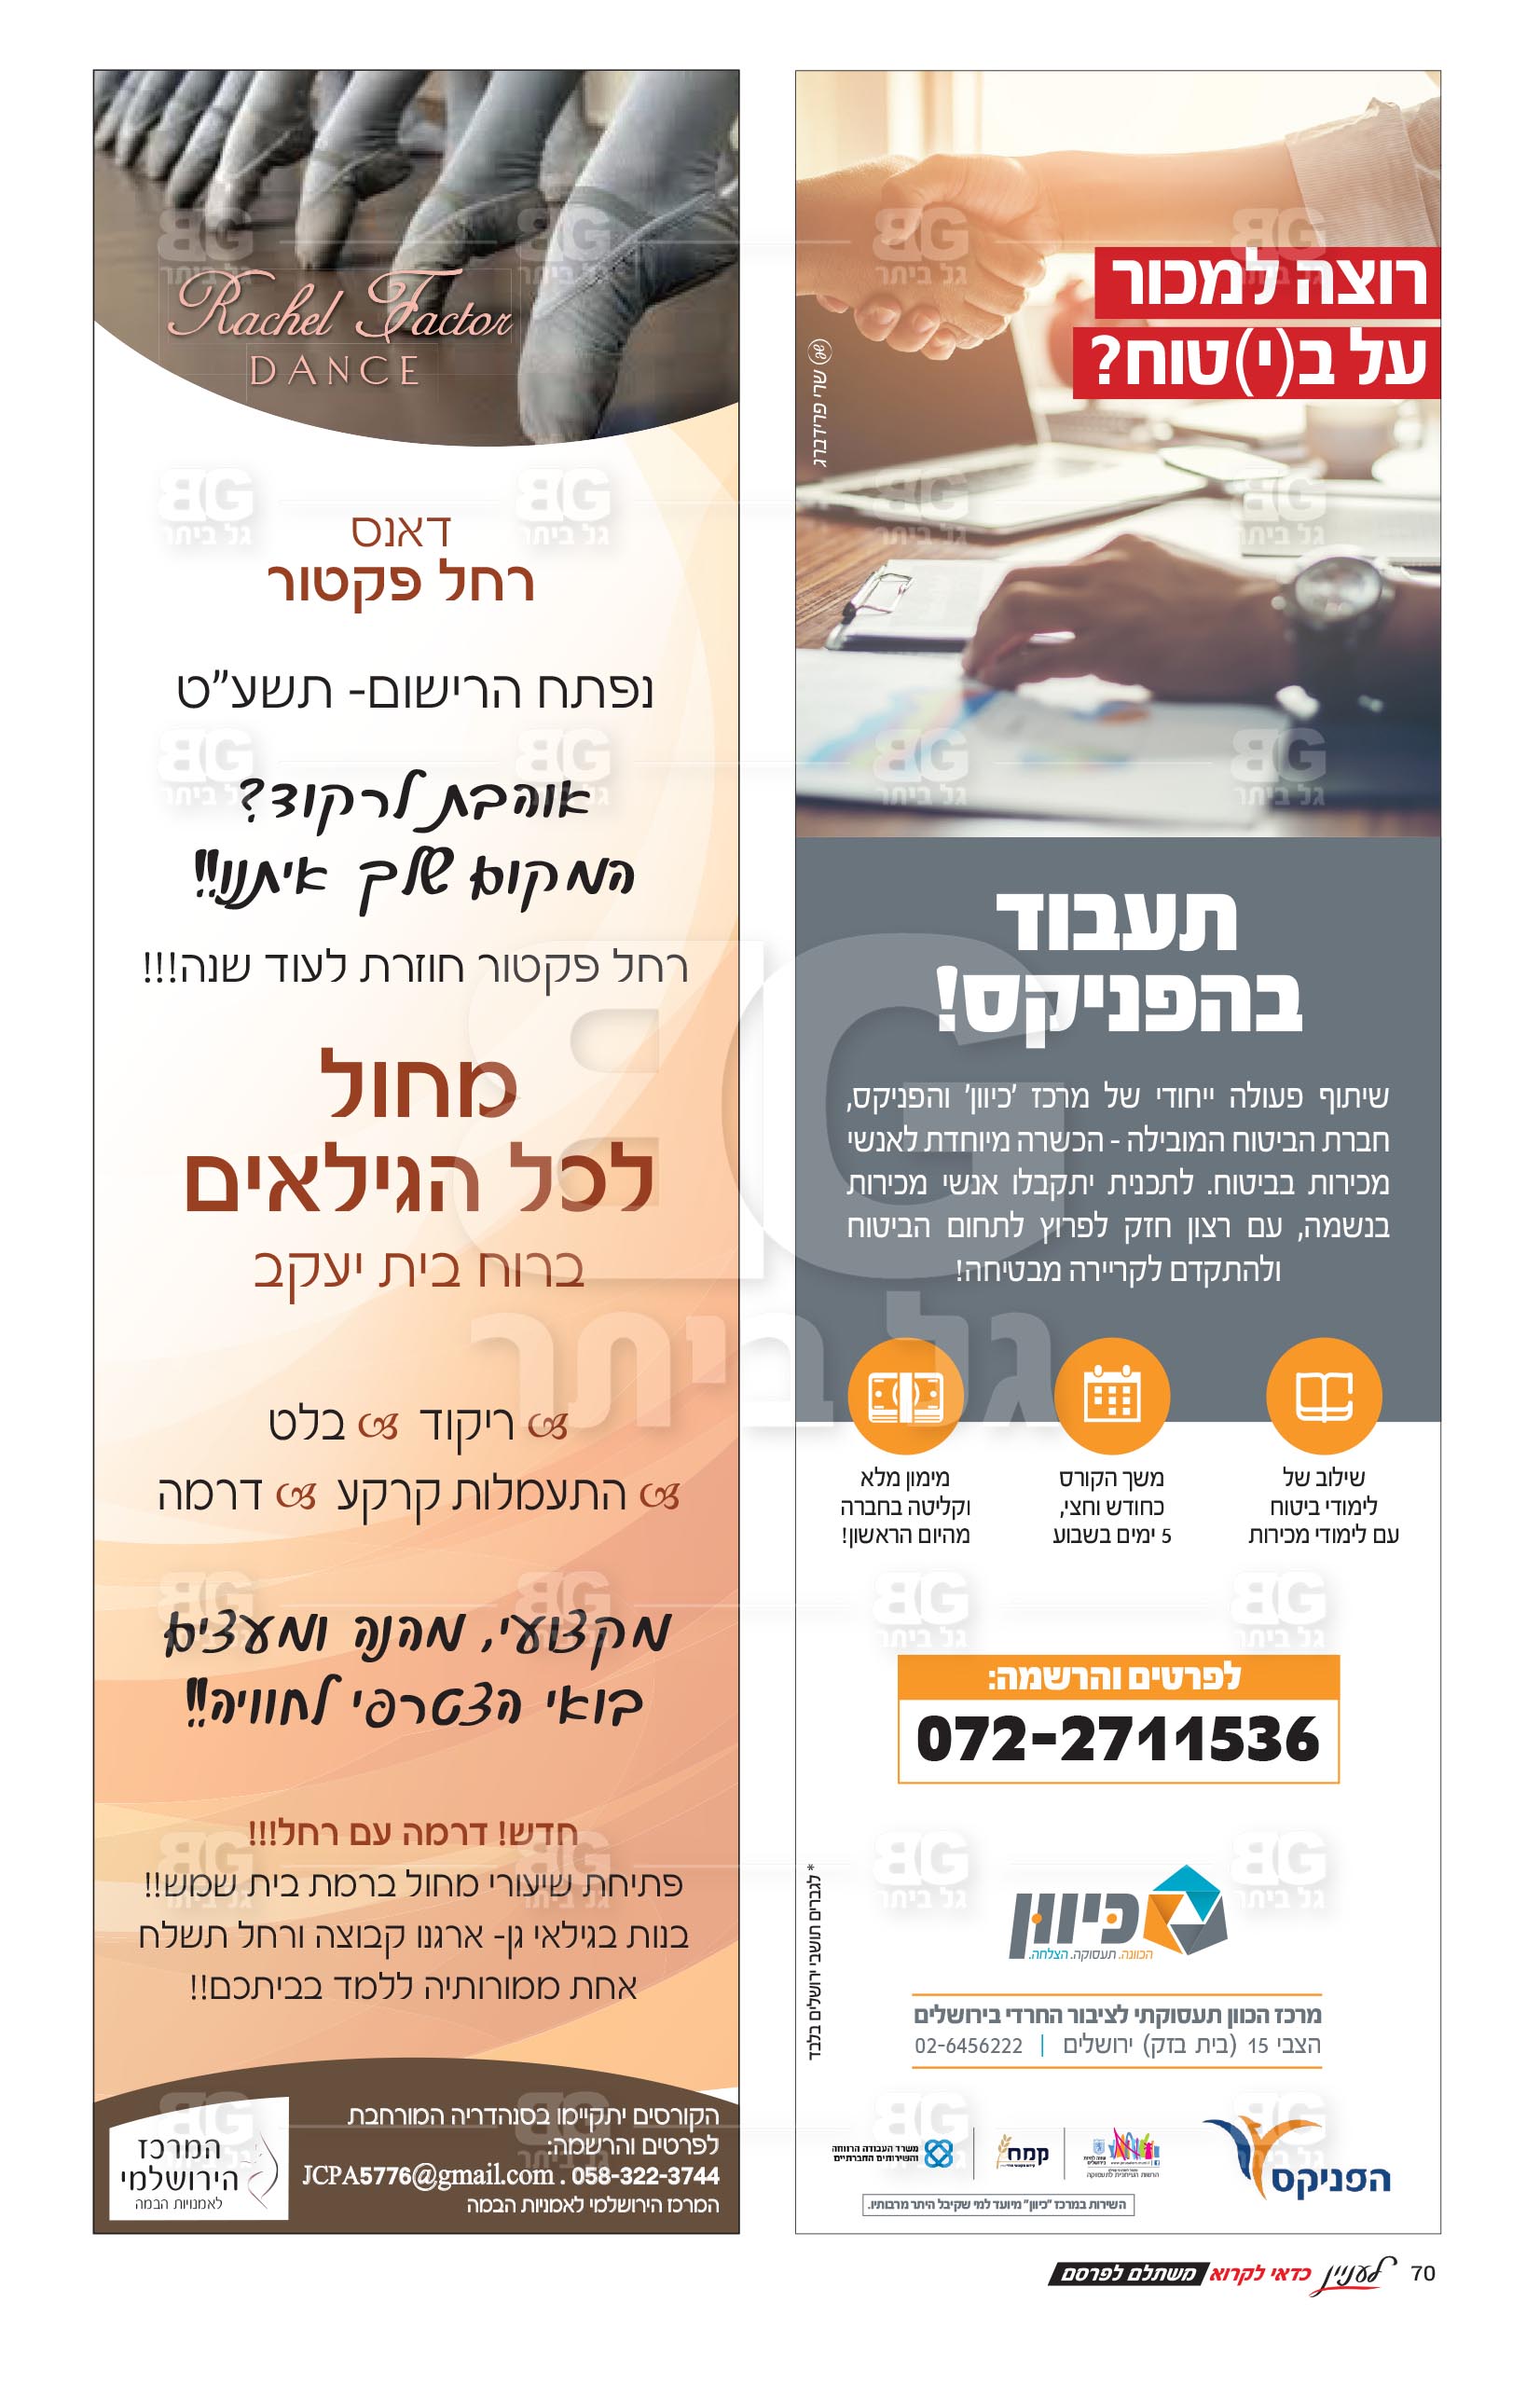 רוצה למכור
על ב(י)טוח?
שרי פרידברג
תעבוד
בהפניקס!
שיתוף פעולה ייחודי של מרכז 'כיוון' והפניקס,
חברת הביטוח המובילה - הכשרה מיוחדת לאנשי
מכירות בביטוח. לתכנית יתקבלו אנשי מכירות
בנשמה, עם רצון חזק לפרוץ לתחום הביטוח
ולהתקדם לקריירה מבטיחה!
שילוב של
לימודי ביטוח
עם לימודי מכירות
משך הקורס
כחודש וחצי,
5 ימים בשבוע
מימון מלא
וקליטה בחברה
מהיום הראשון!
לפרטים והרשמה:
072-2711536
* לגברים תושבי ירושלים בלבד
כיוון
הכוונה. תעסוקה. הצלחה.
מרכז הכוון תעסוקתי לציבור החרדי בירושלים
הצבי 15 (בית בזק) ירושלים | 02-6456222
הפניקס
קמח
משרד העבודה הרווחה
והשירותים החברתיים
השירות במרכז "כיוון" מיועד למי שקיבל היתר מרבותיו.
Rachel Factor
DANCE
דאנס
רחל פקטור
נפתח הרישום- תשע"ט
אוהבת לרקוד?
המקום שלך איתנו!!
רחל פקטור חוזרת לעוד שנה!!!
מחול
לכל הגילאים
ברוח בית יעקב
ריקוד בלט
התעמלות קרקע דרמה
מקצועי, מהנה ומעצים
בואי הצטרפי לחוויה!!
חדש! דרמה עם רחל!!!
פתיחת שיעורי מחול ברמת בית שמש!!
בנות בגילאי גן- ארגנו קבוצה ורחל תשלח
אחת ממורותיה ללמד בביתכם!!
הקורסים יתקיימו בסנהדריה המורחבת
לפרטים והרשמה:
JCPA5776@gmail.com . 058-322-3744
המרכז הירושלמי לאמנויות הבמה
המרכז
הירושלמי
לאמנויות הבמה
BG
גל ביתר
70 לעניין כדאי לקרוא משתלם לפרסם